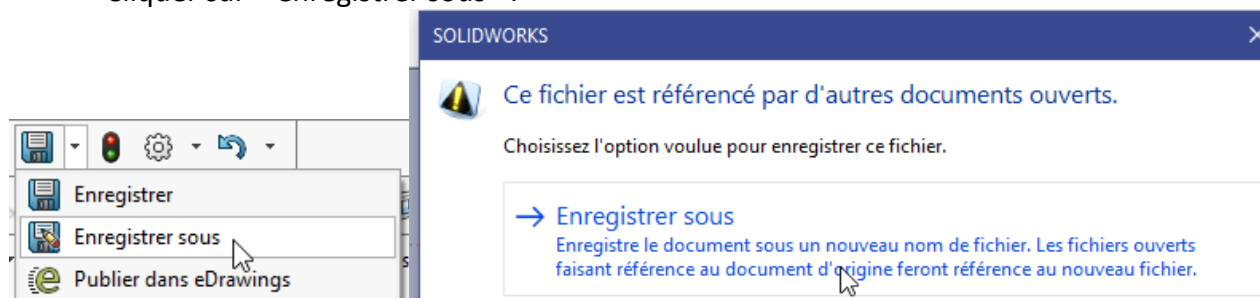 SOLIDWORKS
Ce fichier est référencé par d'autres documents ouverts.
Choisissez l'option voulue pour enregistrer ce fichier.
Enregistrer
Enregistrer sous
Publier dans eDrawings
Enregistrer sous
Enregistre le document sous un nouveau nom de fichier. Les fichiers ouverts
faisant référence au document d'origine feront référence au nouveau fichier.